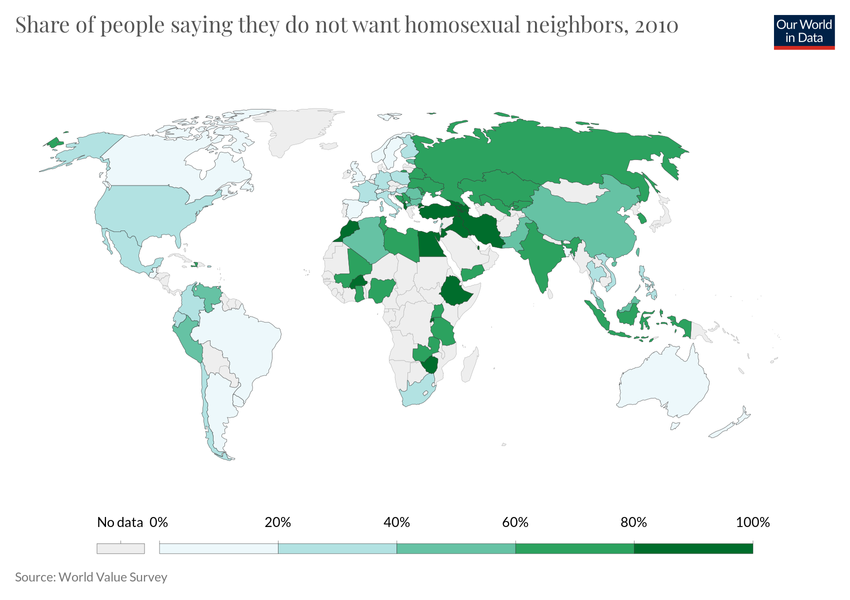 Share of people saying they do not want homosexual neighbors, 2010
Our World
in Data
No data 0% 20% 40% 60% 80% 100%
Source: World Value Survey